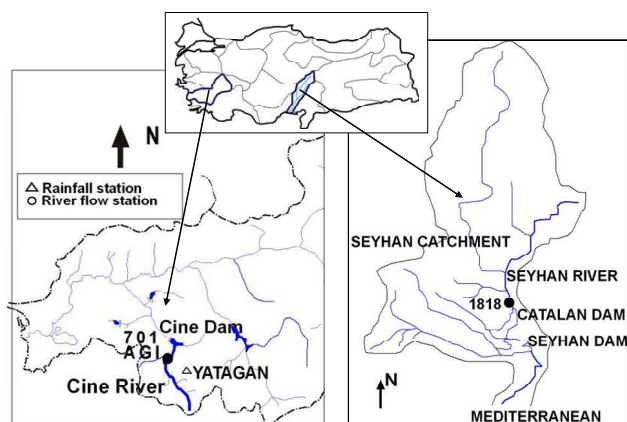 N
△ Rainfall station
○ River flow station
Cine Dam
701
AGI
YATAGAN
Cine River
SEYHAN CATCHMENT
SEYHAN RIVER
1818
CATALAN DAM
SEYHAN DAM
N
MEDITERRANEAN